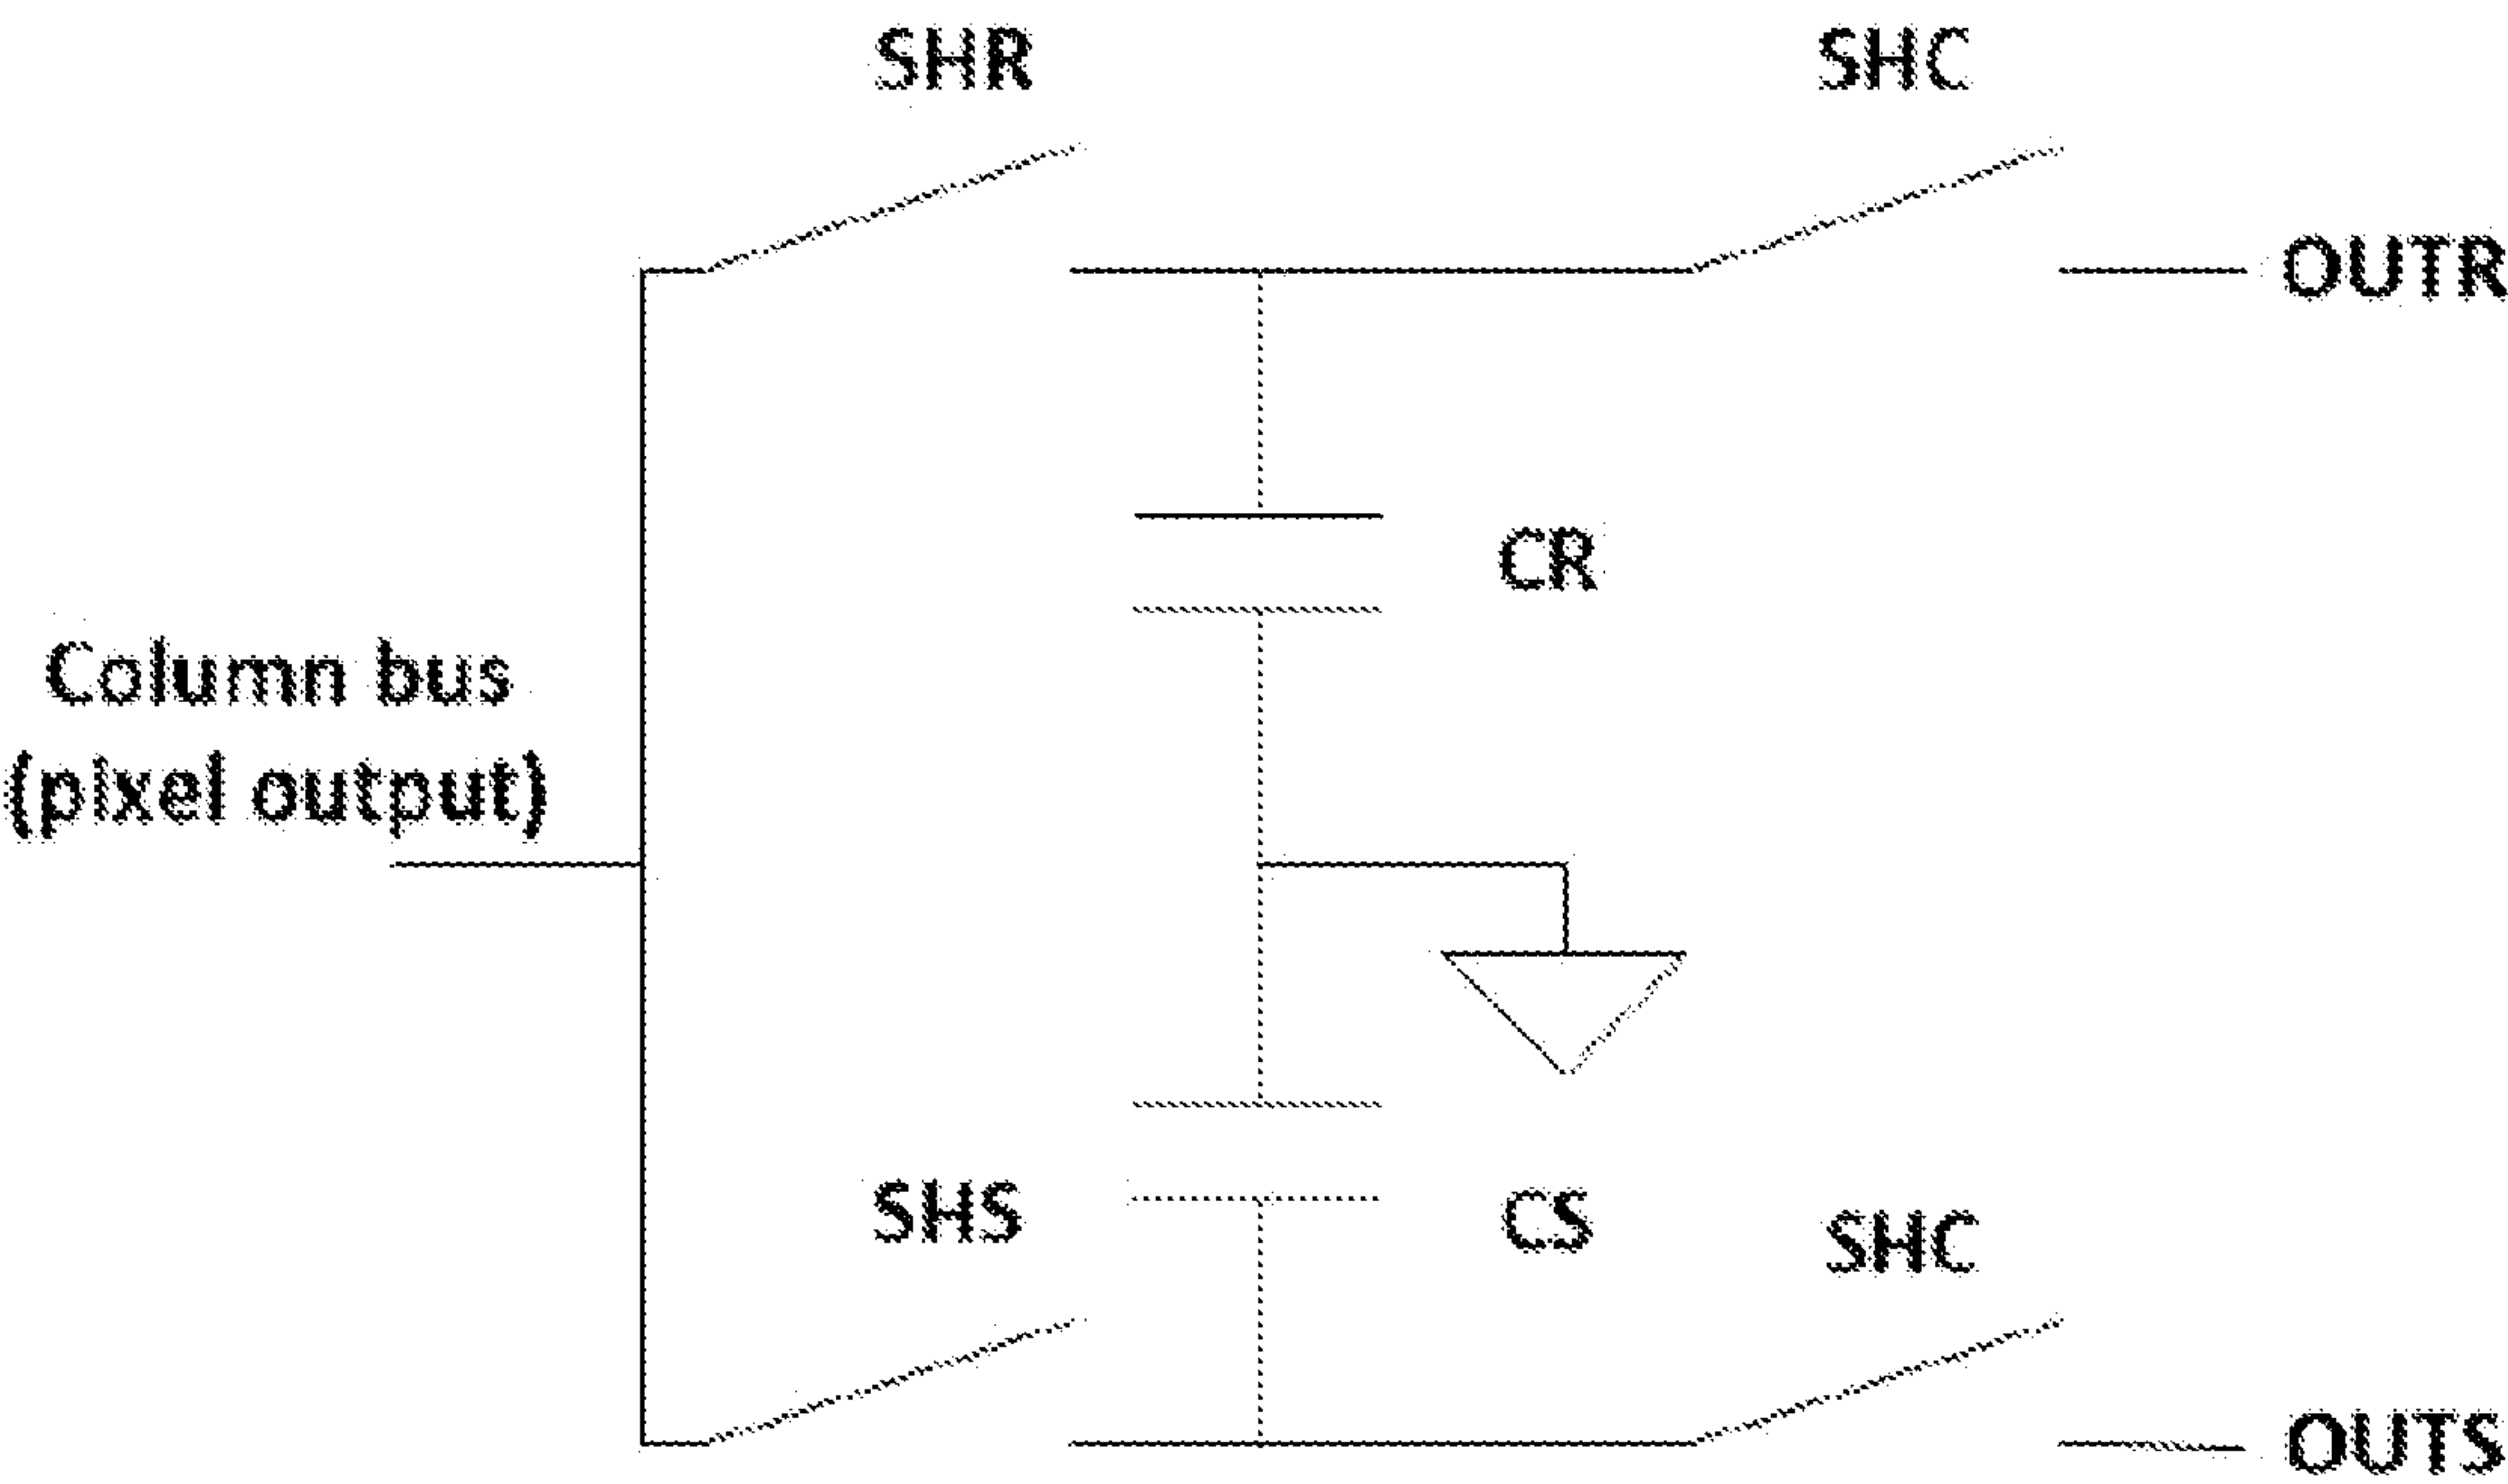 SHR
SHC
OUTR
CR
Column bus
(pixel output)
SHS
CS
SHC
OUTS